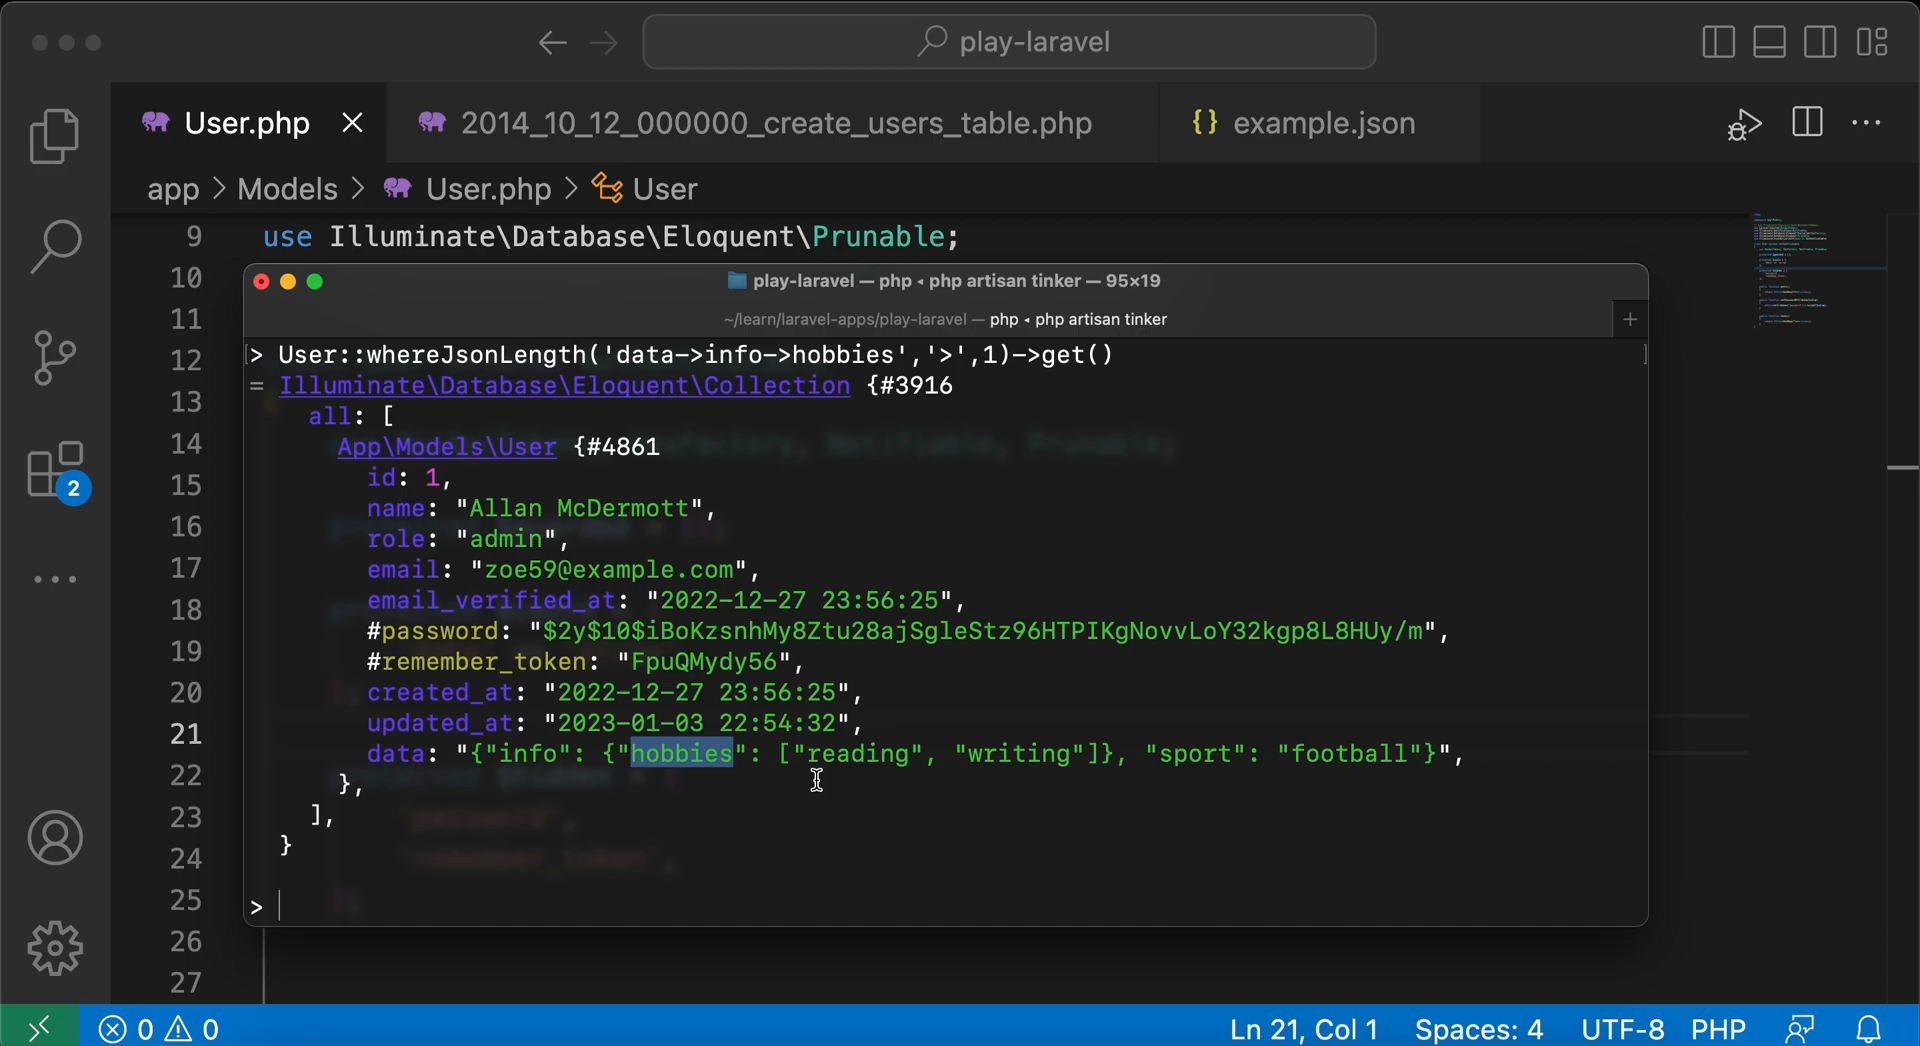 play-laravel
User.php
2014_10_12_000000_create_users_table.php
{} example.json
app > Models > User.php > User
9 use Illuminate\Database\Eloquent\Prunable;
10
11
12
13
14
15
16
17
18
19
20
21
22
23
24
25
26
27
play-laravel — php ◂ php artisan tinker — 95×19
~/learn/laravel-apps/play-laravel — php ◂ php artisan tinker
> User::whereJsonLength('data->info->hobbies','>',1)->get()
= Illuminate\Database\Eloquent\Collection {#3916
all: [
App\Models\User {#4861
id: 1,
name: "Allan McDermott",
role: "admin",
email: "zoe59@example.com",
email_verified_at: "2022-12-27 23:56:25",
#password: "$2y$10$iBoKzsnhMy8Ztu28ajSgleStz96HTPIKgNovvLoY32kgp8L8HUy/m",
#remember_token: "FpuQMydy56",
created_at: "2022-12-27 23:56:25",
updated_at: "2023-01-03 22:54:32",
data: "{"info": {"hobbies": ["reading", "writing"]}, "sport": "football"}",
},
],
}
>
2
0 0
Ln 21, Col 1 Spaces: 4 UTF-8 PHP